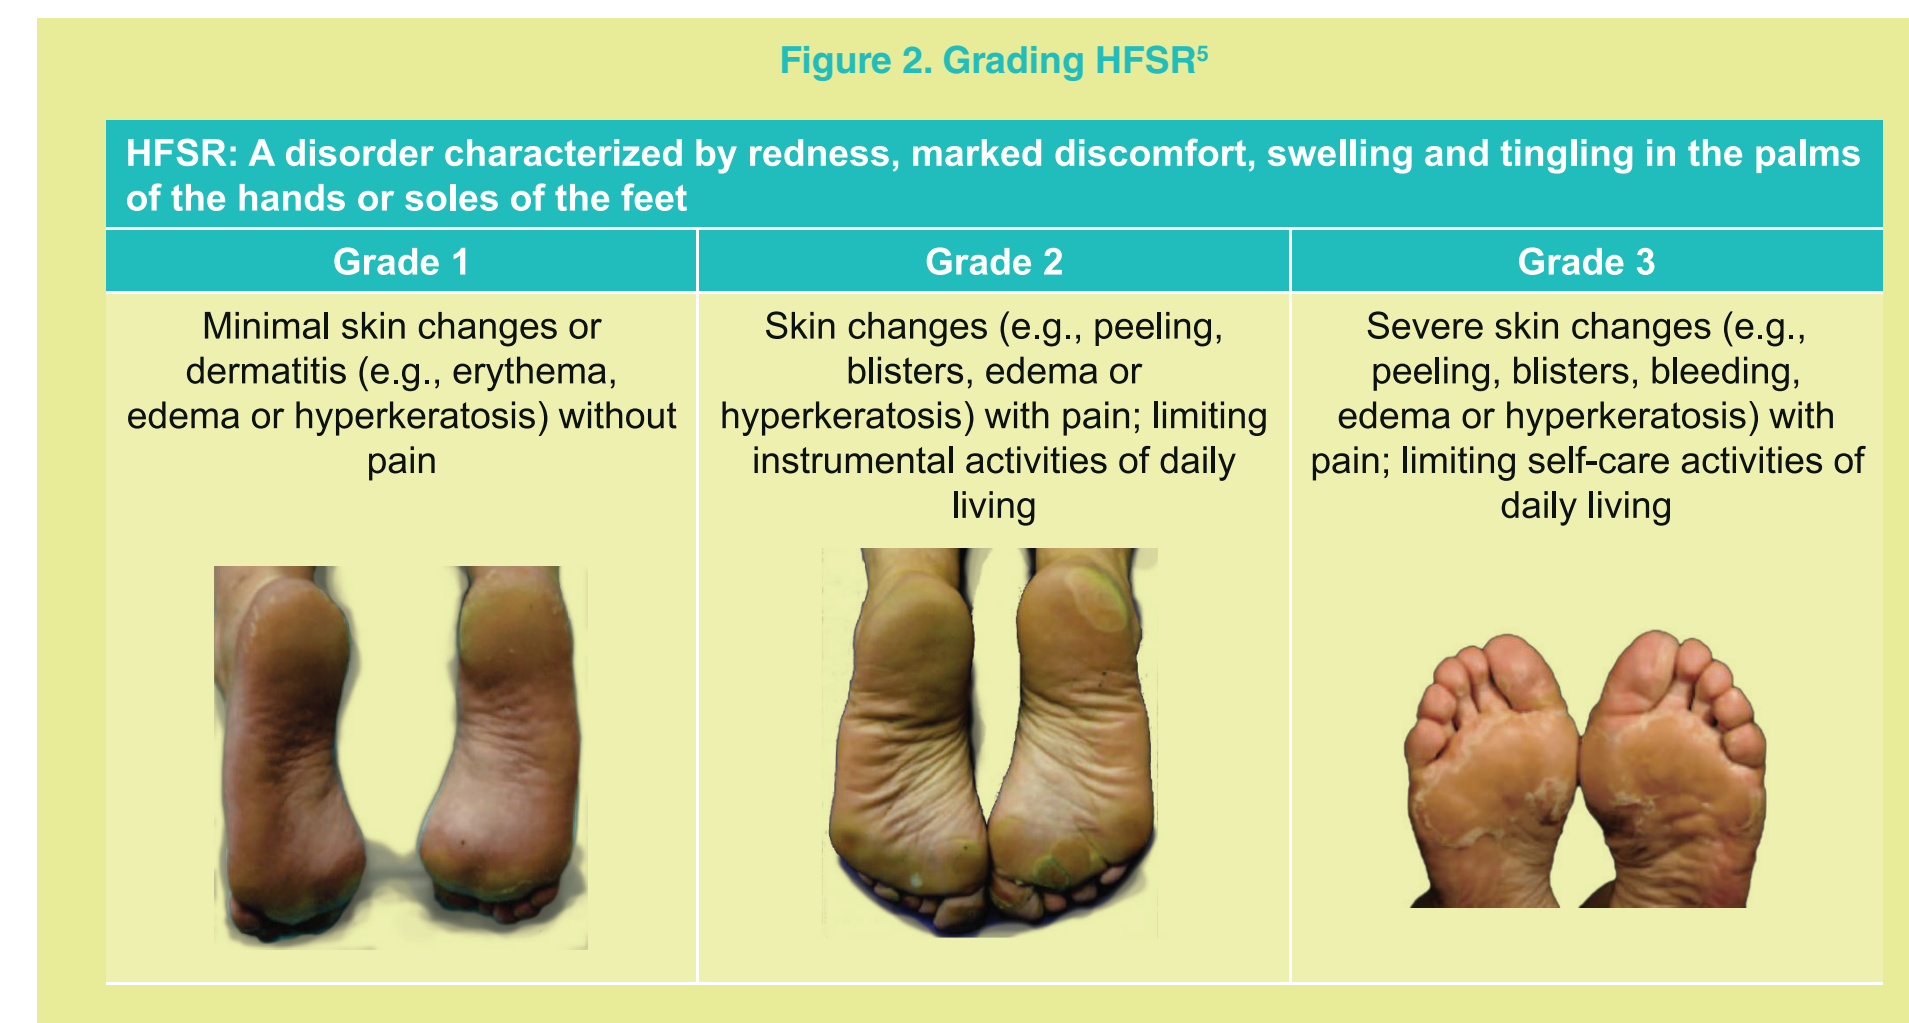 Figure 2. Grading HFSR5
HFSR: A disorder characterized by redness, marked discomfort, swelling and tingling in the palms
of the hands or soles of the feet
Grade 1
Grade 2
Grade 3
Minimal skin changes or
dermatitis (e.g., erythema,
edema or hyperkeratosis) without
pain
Skin changes (e.g., peeling,
blisters, edema or
hyperkeratosis) with pain; limiting
instrumental activities of daily
living
Severe skin changes (e.g.,
peeling, blisters, bleeding,
edema or hyperkeratosis) with
pain; limiting self-care activities of
daily living